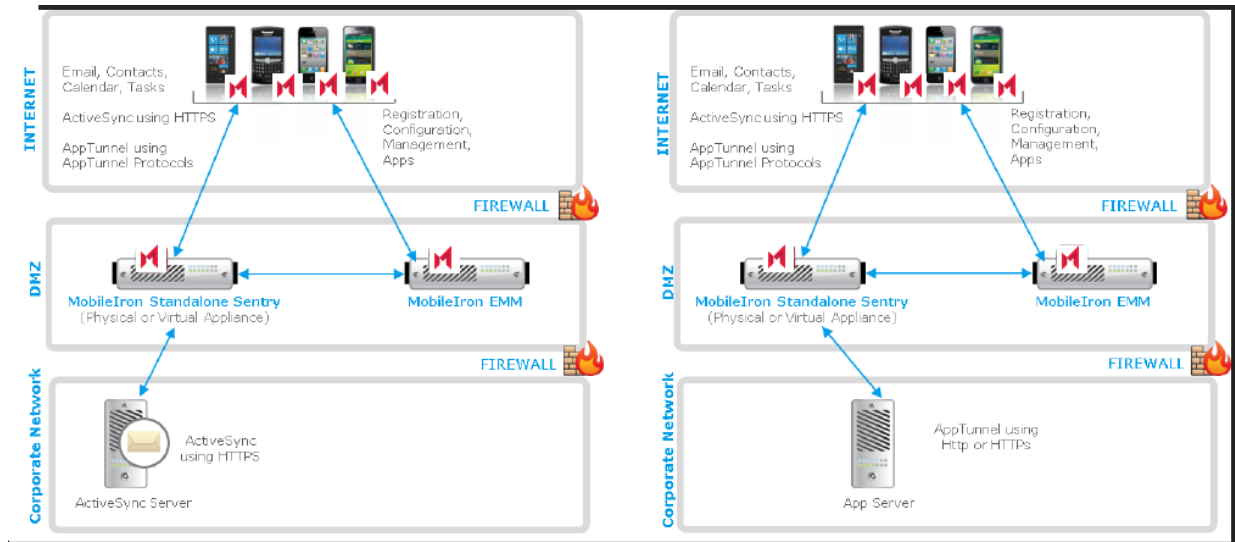 INTERNET
Email, Contacts,
Calendar, Tasks
ActiveSync using HTTPS
AppTunnel using
AppTunnel Protocols
Registration,
Configuration,
Management,
Apps
FIREWALL
DMZ
MobileIron Standalone Sentry
(Physical or Virtual Appliance)
MobileIron EMM
FIREWALL
Corporate Network
ActiveSync
using HTTPS
ActiveSync Server
INTERNET
Email, Contacts,
Calendar, Tasks
ActiveSync using HTTPS
AppTunnel using
AppTunnel Protocols
Registration,
Configuration,
Management,
Apps
FIREWALL
DMZ
MobileIron Standalone Sentry
(Physical or Virtual Appliance)
MobileIron EMM
FIREWALL
Corporate Network
AppTunnel using
Http or HTTPs
App Server